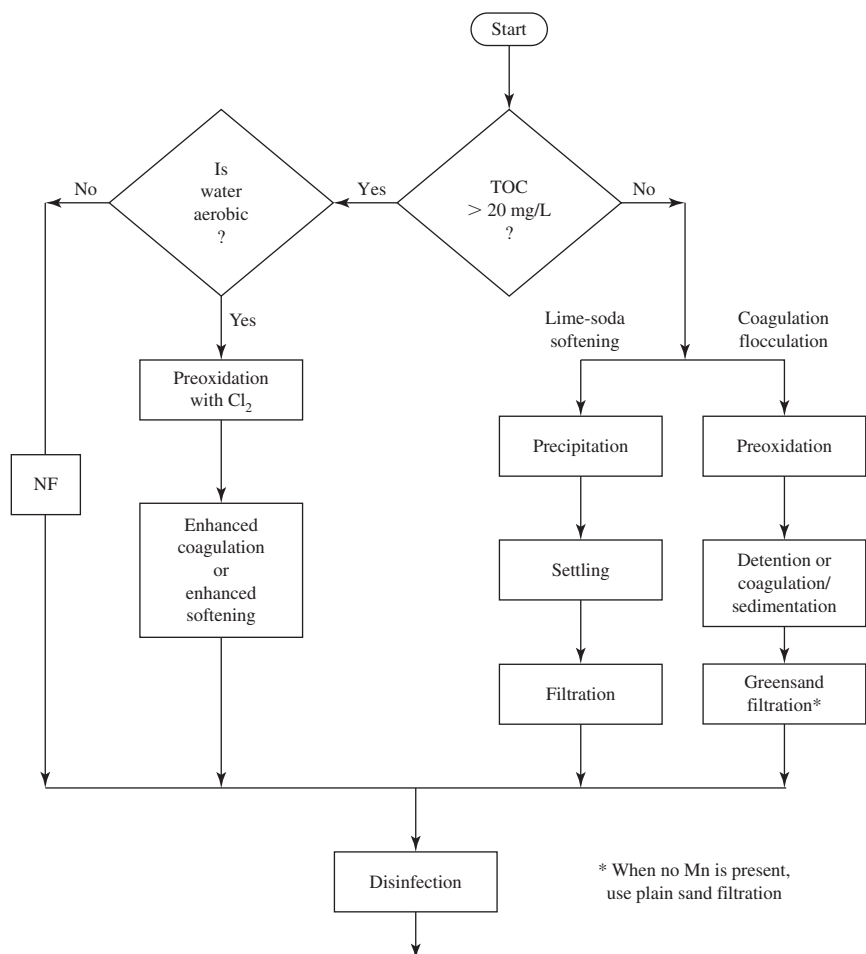 Start
TOC
> 20 mg/L
?
Yes
No
Is
water
aerobic
?
No
Yes
Preoxidation
with Cl₂
NF
Enhanced
coagulation
or
enhanced
softening
Lime-soda
softening
Precipitation
Settling
Filtration
Coagulation
flocculation
Preoxidation
Detention or
coagulation/
sedimentation
Greensand
filtration*
Disinfection
* When no Mn is present,
use plain sand filtration